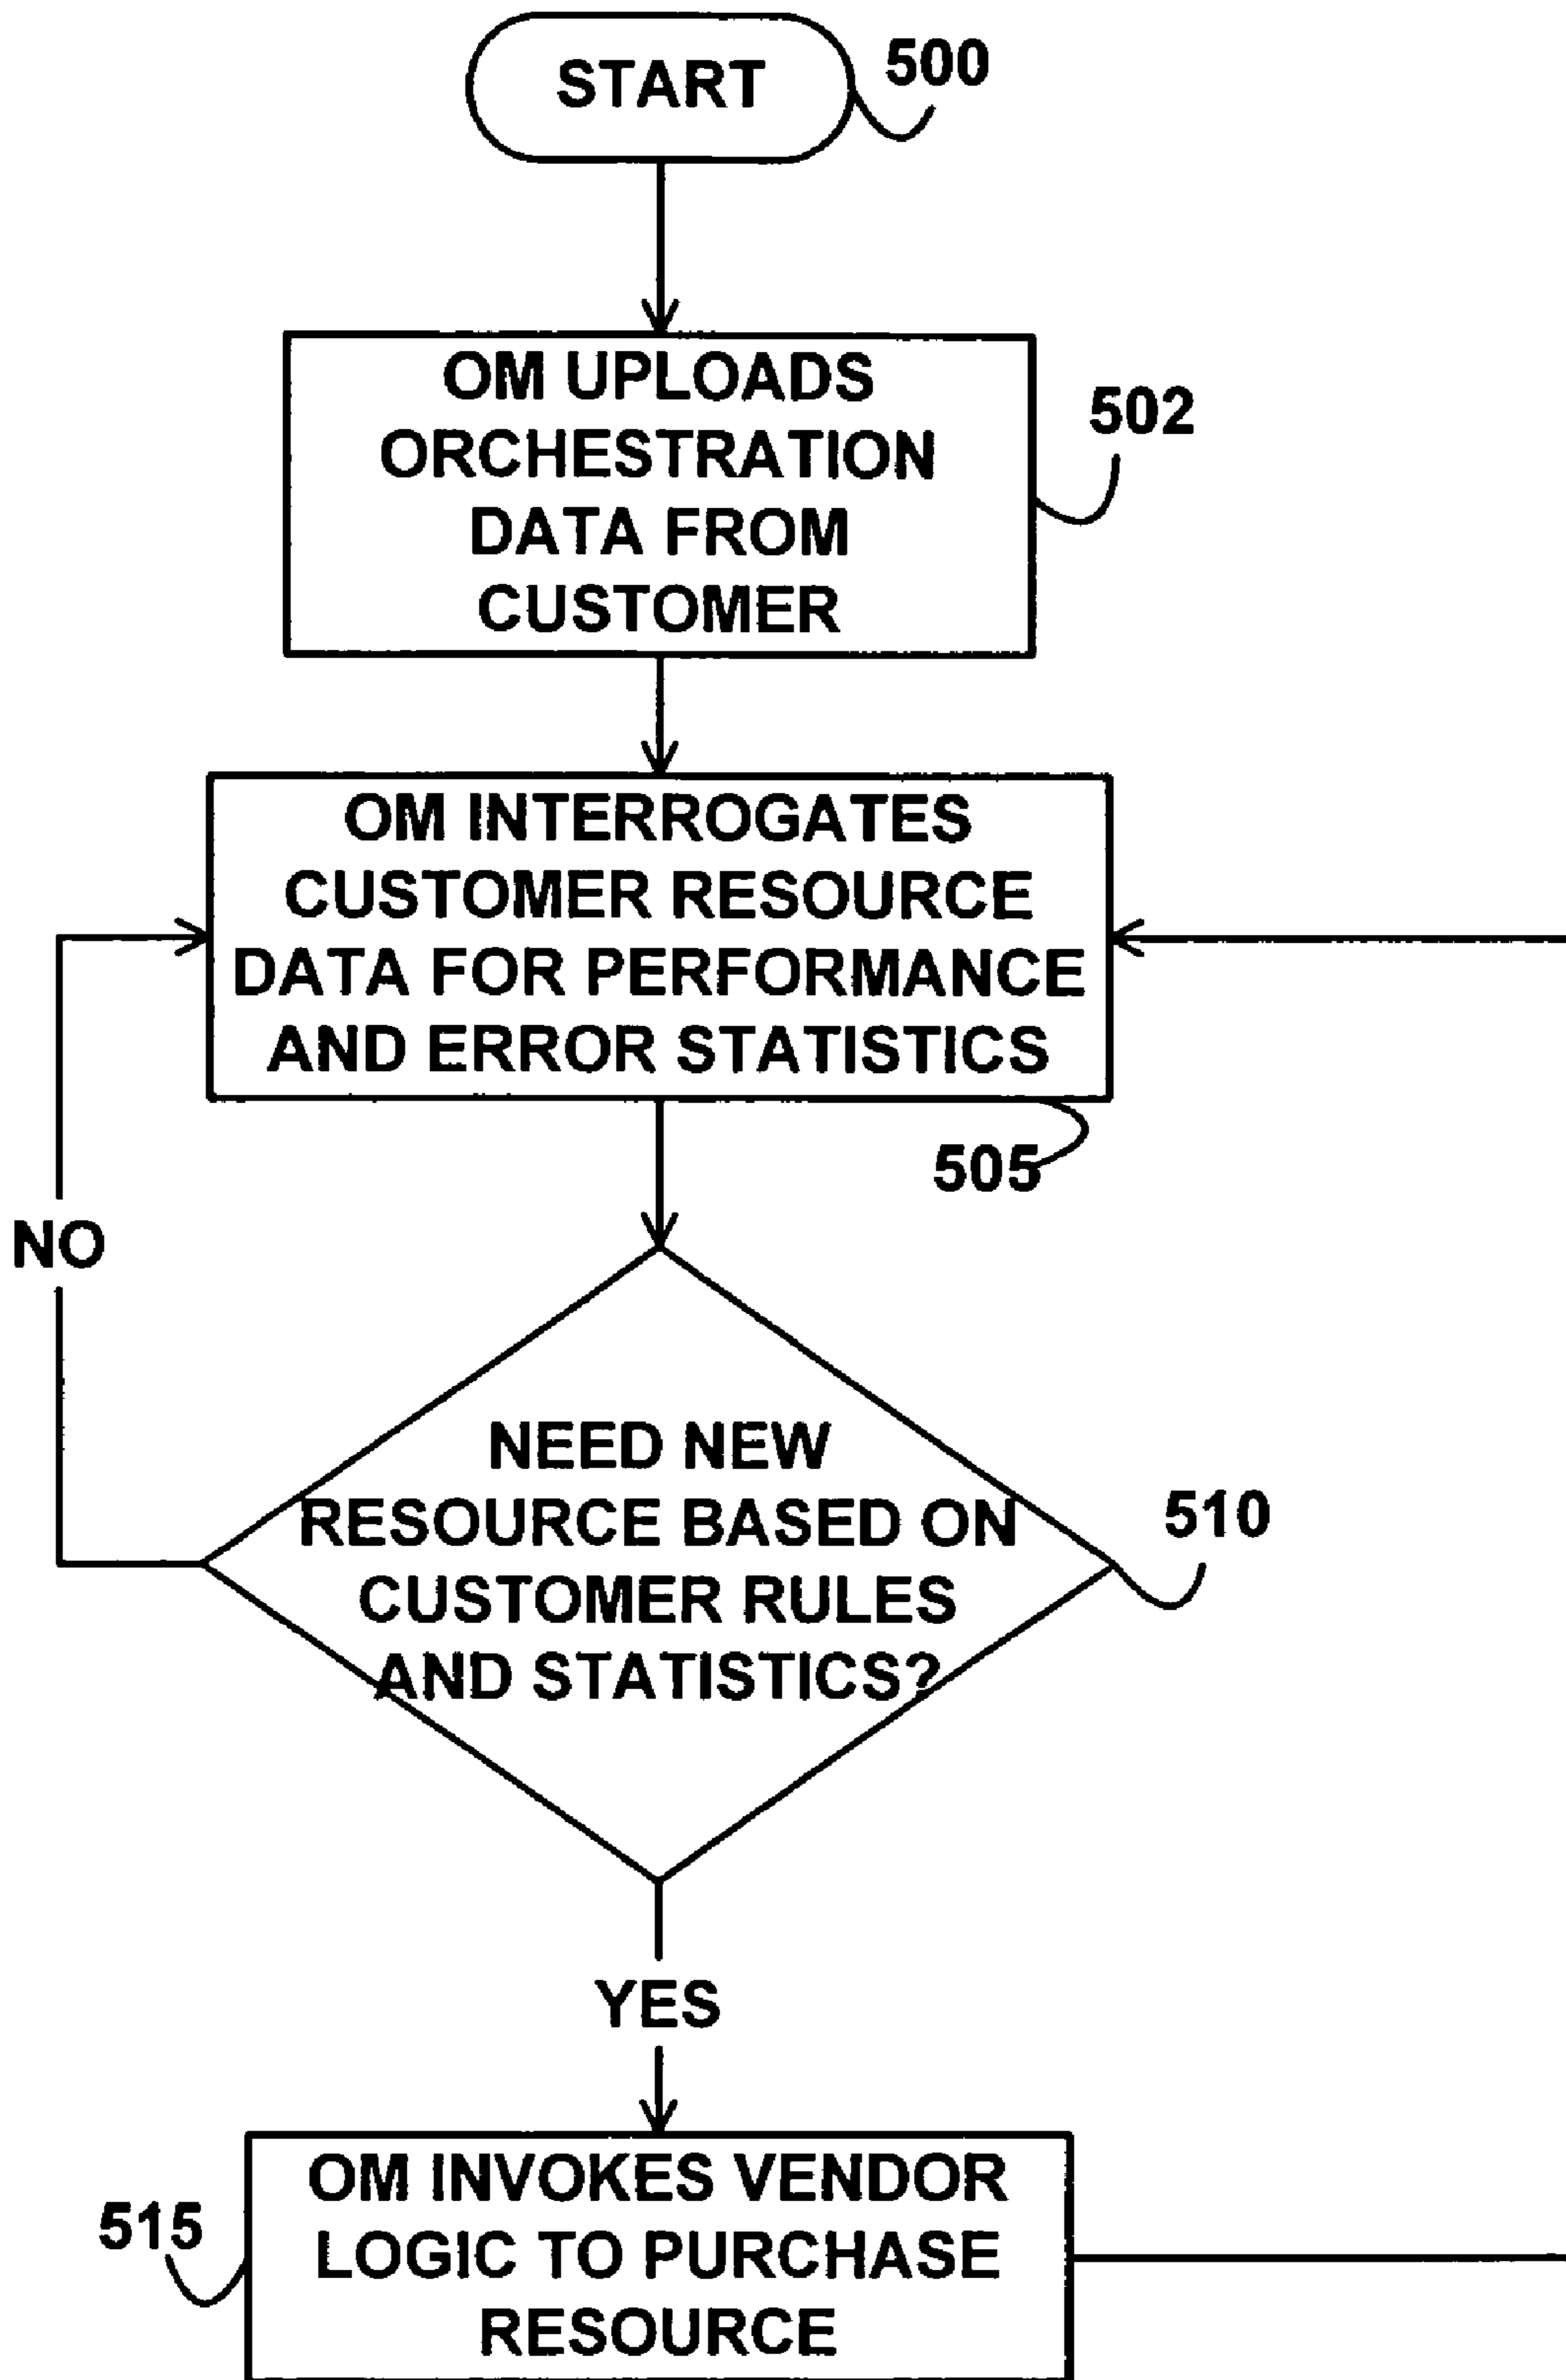 START
500
OM UPLOADS
ORCHESTRATION
DATA FROM
CUSTOMER
502
OM INTERROGATES
CUSTOMER RESOURCE
DATA FOR PERFORMANCE
AND ERROR STATISTICS
505
NO
NEED NEW
RESOURCE BASED ON
CUSTOMER RULES
AND STATISTICS?
510
YES
OM INVOKES VENDOR
LOGIC TO PURCHASE
RESOURCE
515